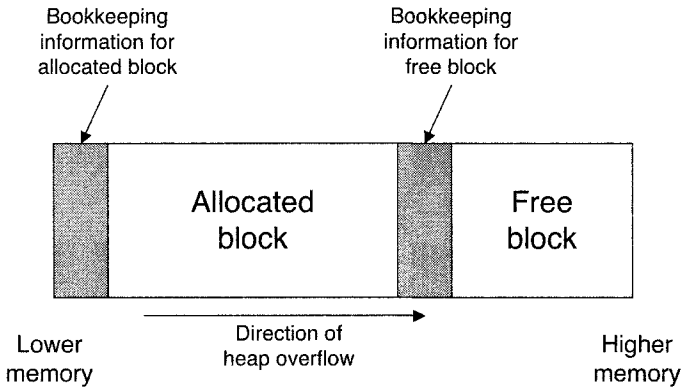 Bookkeeping
information for
allocated block
Bookkeeping
information for
free block
Allocated
block
Free
block
Direction of
heap overflow
Lower
memory
Higher
memory